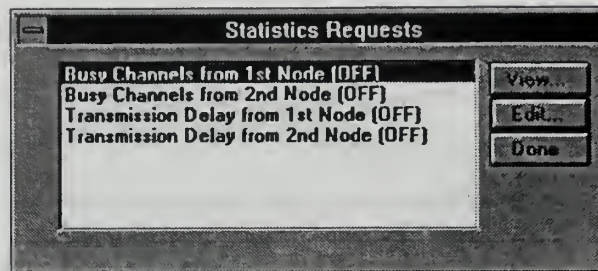 Statistics Requests
Busy Channels from 1st Node (OFF)
Busy Channels from 2nd Node (OFF)
Transmission Delay from 1st Node (OFF)
Transmission Delay from 2nd Node (OFF)
View...
Edit...
Done